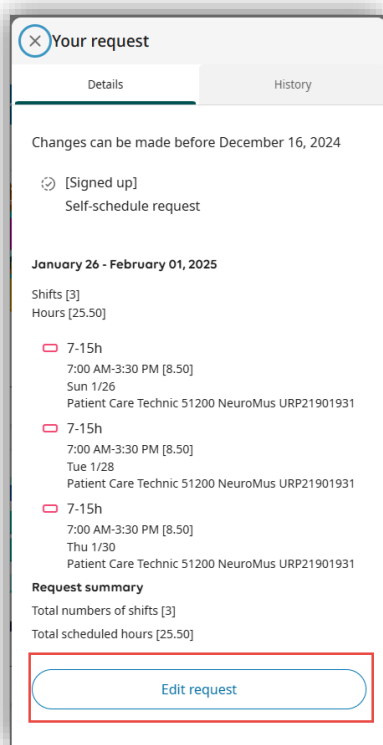 Your request
Details
History
Changes can be made before December 16, 2024
[Signed up]
Self-schedule request
January 26 - February 01, 2025
Shifts [3]
Hours [25.50]
7-15h
7:00 AM-3:30 PM [8.50]
Sun 1/26
Patient Care Technic 51200 NeuroMus URP21901931
7-15h
7:00 AM-3:30 PM [8.50]
Tue 1/28
Patient Care Technic 51200 NeuroMus URP21901931
7-15h
7:00 AM-3:30 PM [8.50]
Thu 1/30
Patient Care Technic 51200 NeuroMus URP21901931
Request summary
Total numbers of shifts [3]
Total scheduled hours [25.50]
Edit request